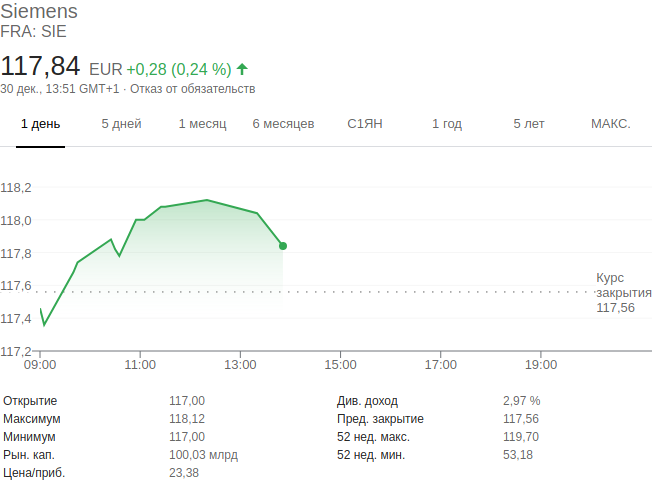 Siemens
FRA: SIE
117,84 EUR +0,28 (0,24 %)
30 дек., 13:51 GMT+1 · Отказ от обязательств
1 день 5 дней 1 месяц 6 месяцев С1ЯН 1 год 5 лет МАКС.
118,2
118,0
117,8
117,6
Курс
закрытия
117,56
117,4
117,2
09:00 11:00 13:00 15:00 17:00 19:00
Открытие 117,00 Див. доход 2,97 %
Максимум 118,12 Пред. закрытие 117,56
Минимум 117,00 52 нед. макс. 119,70
Рын. кап. 100,03 млрд 52 нед. мин. 53,18
Цена/приб. 23,38